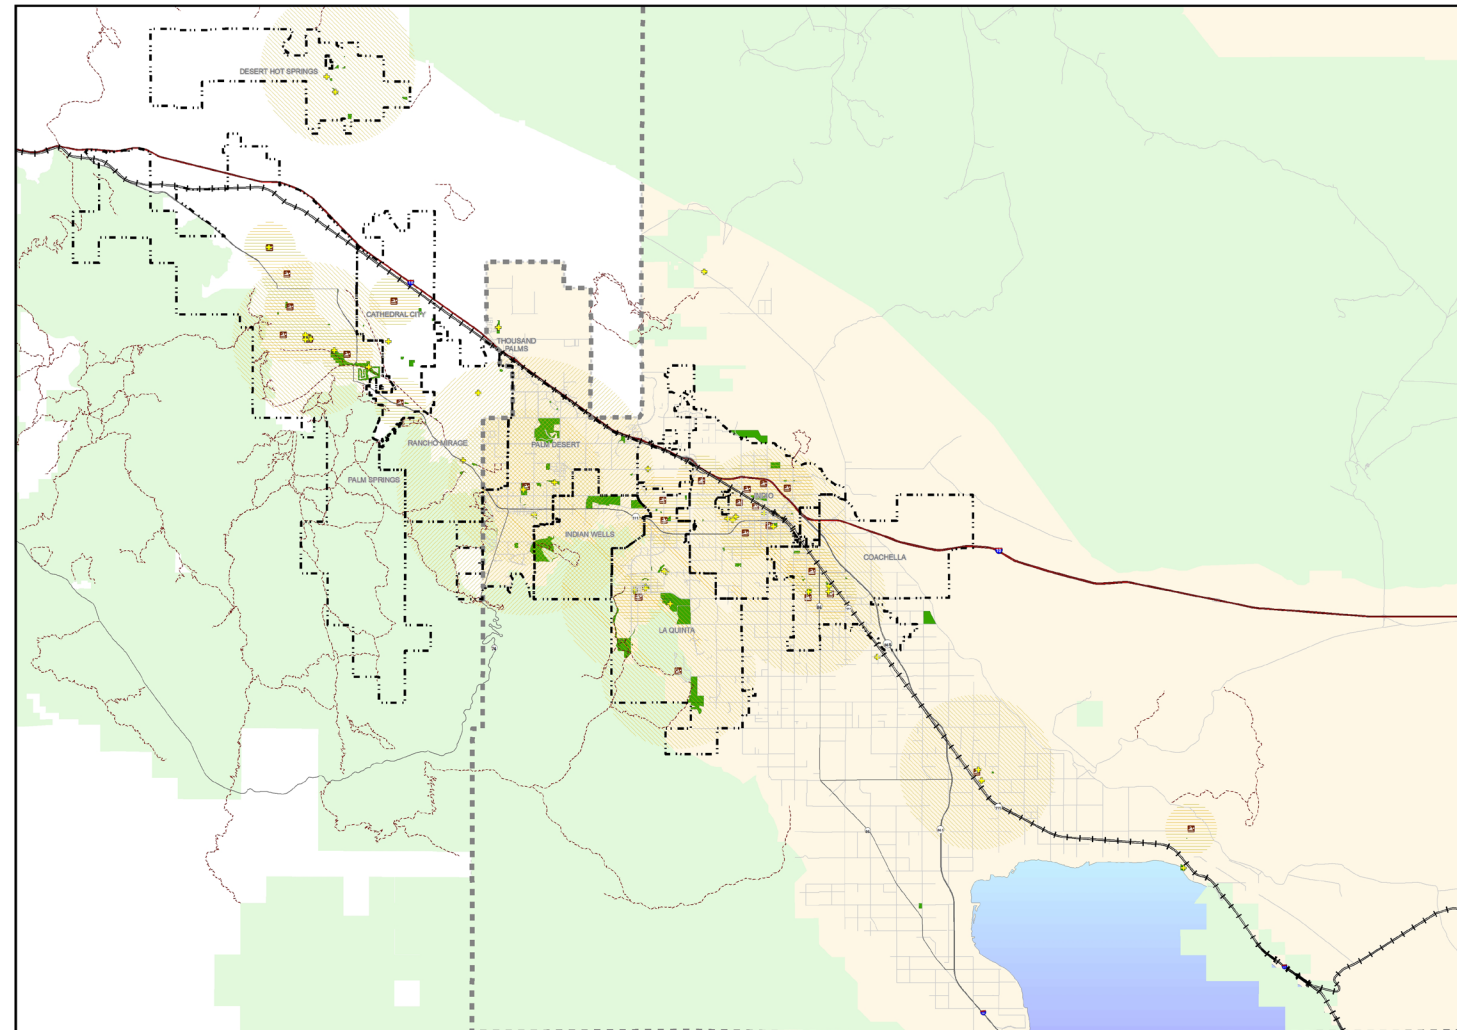 DESERT HOT SPRINGS
CATHEDRAL CITY
THOUSAND
PALMS
RANCHO MIRAGE
PALM DESERT
PALM SPRINGS
INDIO
INDIAN WELLS
COACHELLA
LA QUINTA